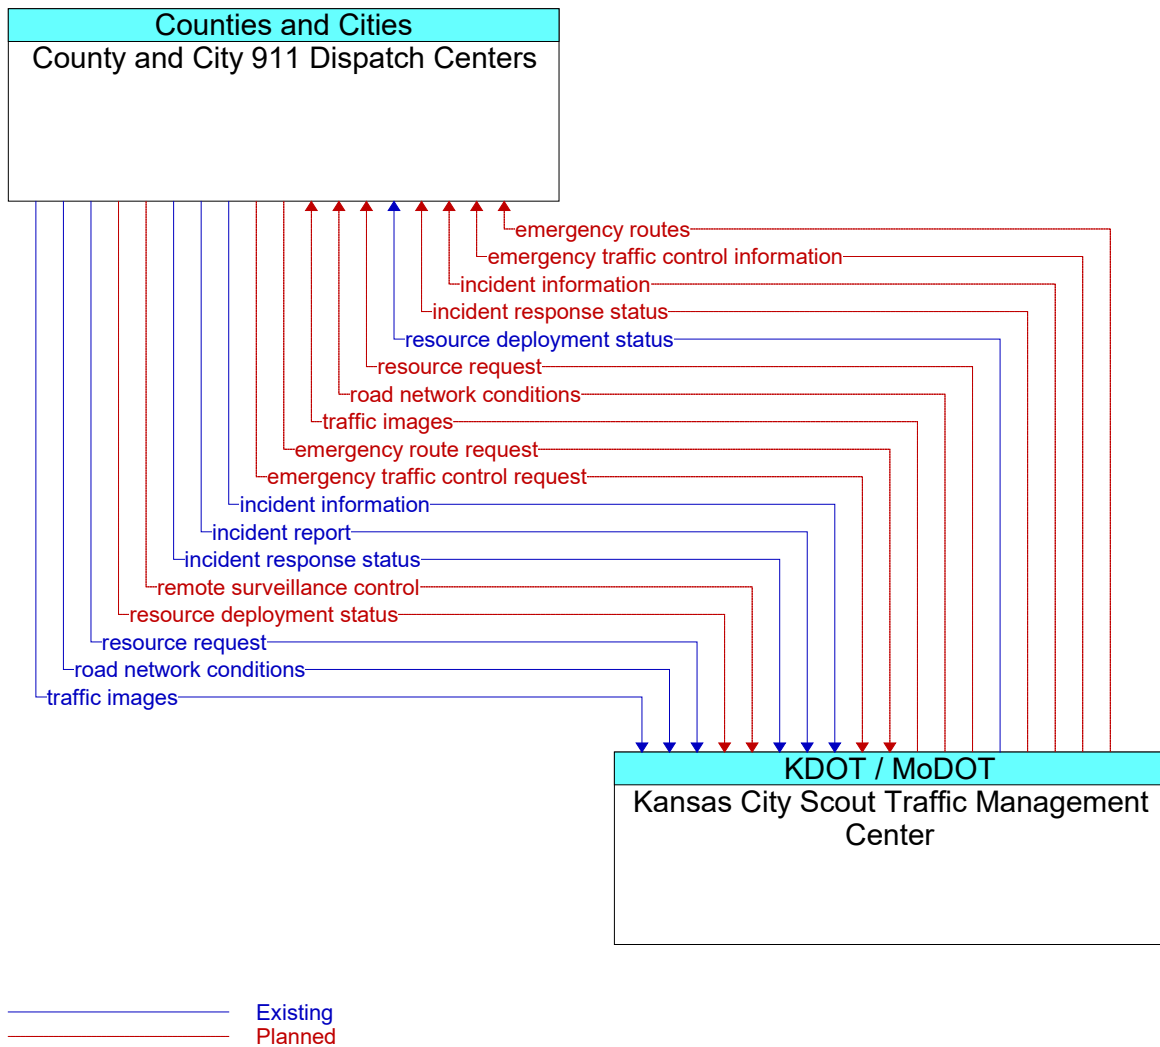 Counties and Cities
County and City 911 Dispatch Centers
emergency routes
emergency traffic control information
incident information
incident response status
resource deployment status
resource request
road network conditions
traffic images
emergency route request
emergency traffic control request
incident information
incident report
incident response status
remote surveillance control
resource deployment status
resource request
road network conditions
traffic images
KDOT / MoDOT
Kansas City Scout Traffic Management
Center
Existing
Planned